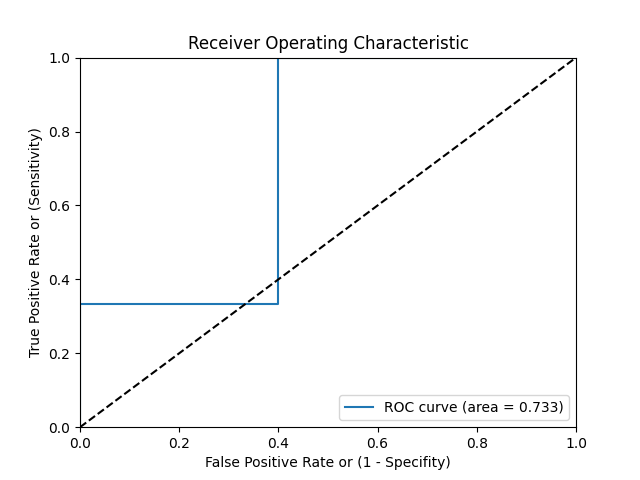 Receiver Operating Characteristic
1.0
0.8
0.6
0.4
0.2
0.0
True Positive Rate or (Sensitivity)
ROC curve (area = 0.733)
0.0 0.2 0.4 0.6 0.8 1.0
False Positive Rate or (1 - Specifity)